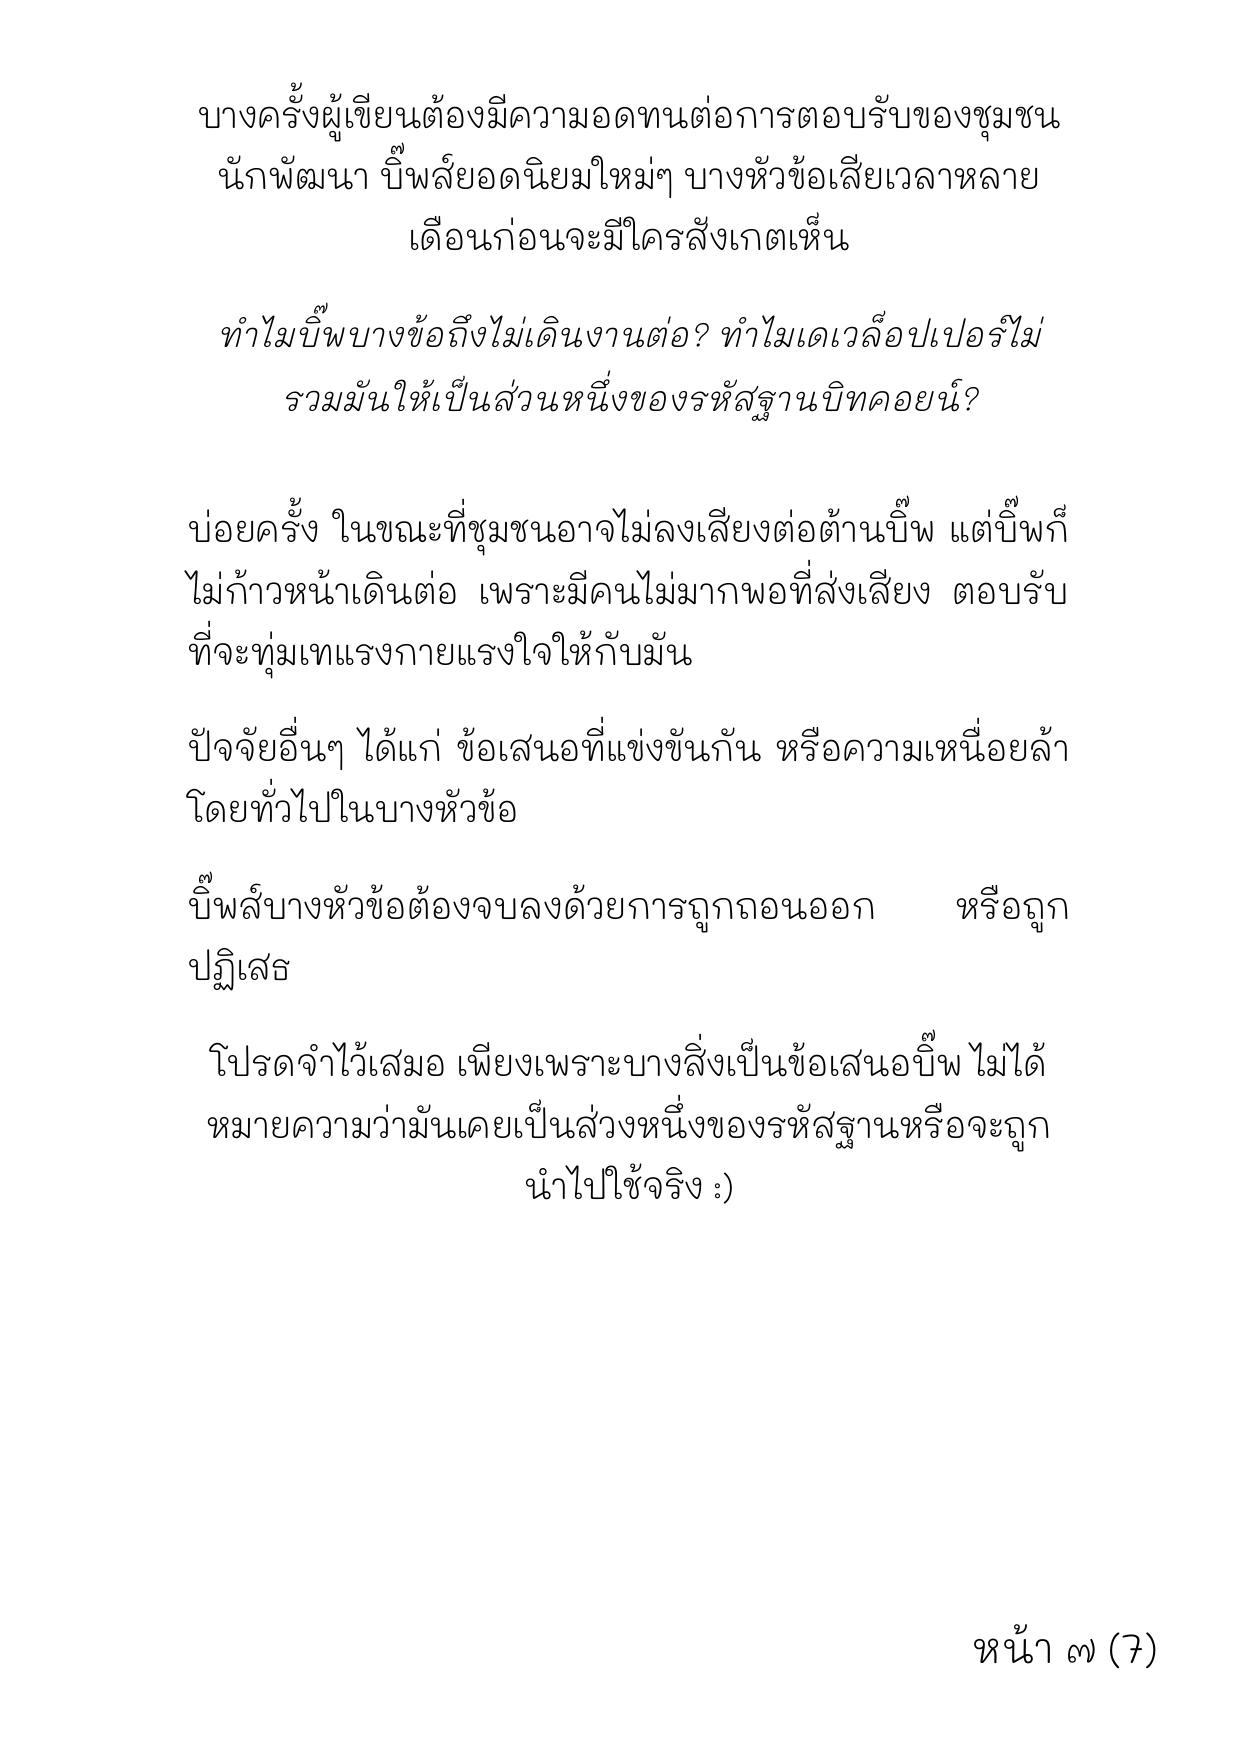 บางครั้งผู้เขียนต้องมีความอดทนต่อการตอบรับของชุมชน
นักพัฒนา บิ๊พส์ยอดนิยมใหม่ๆ บางหัวข้อเสียเวลาหลาย
เดือนก่อนจะมีใครสังเกตเห็น
ทำไมบิ๊พบางข้อถึงไม่เดินงานต่อ? ทำไมเดเวล็อปเปอร์ไม่
รวมมันให้เป็นส่วนหนึ่งของรหัสฐานบิทคอยน์?
บ่อยครั้ง ในขณะที่ชุมชนอาจไม่ลงเสียงต่อต้านบิ๊พ แต่บิ๊พก็
ไม่ก้าวหน้าเดินต่อ เพราะมีคนไม่มากพอที่ส่งเสียง ตอบรับ
ที่จะทุ่มเทแรงกายแรงใจให้กับมัน
ปัจจัยอื่นๆ ได้แก่ ข้อเสนอที่แข่งขันกัน หรือความเหนื่อยล้า
โดยทั่วไปในบางหัวข้อ
บิ๊พส์บางหัวข้อต้องจบลงด้วยการถูกถอนออก หรือถูก
ปฏิเสธ
โปรดจำไว้เสมอ เพียงเพราะบางสิ่งเป็นข้อเสนอบิ๊พ ไม่ได้
หมายความว่ามันเคยเป็นส่วงหนึ่งของรหัสฐานหรือจะถูก
นำไปใช้จริง :)
หน้า ๗ (7)